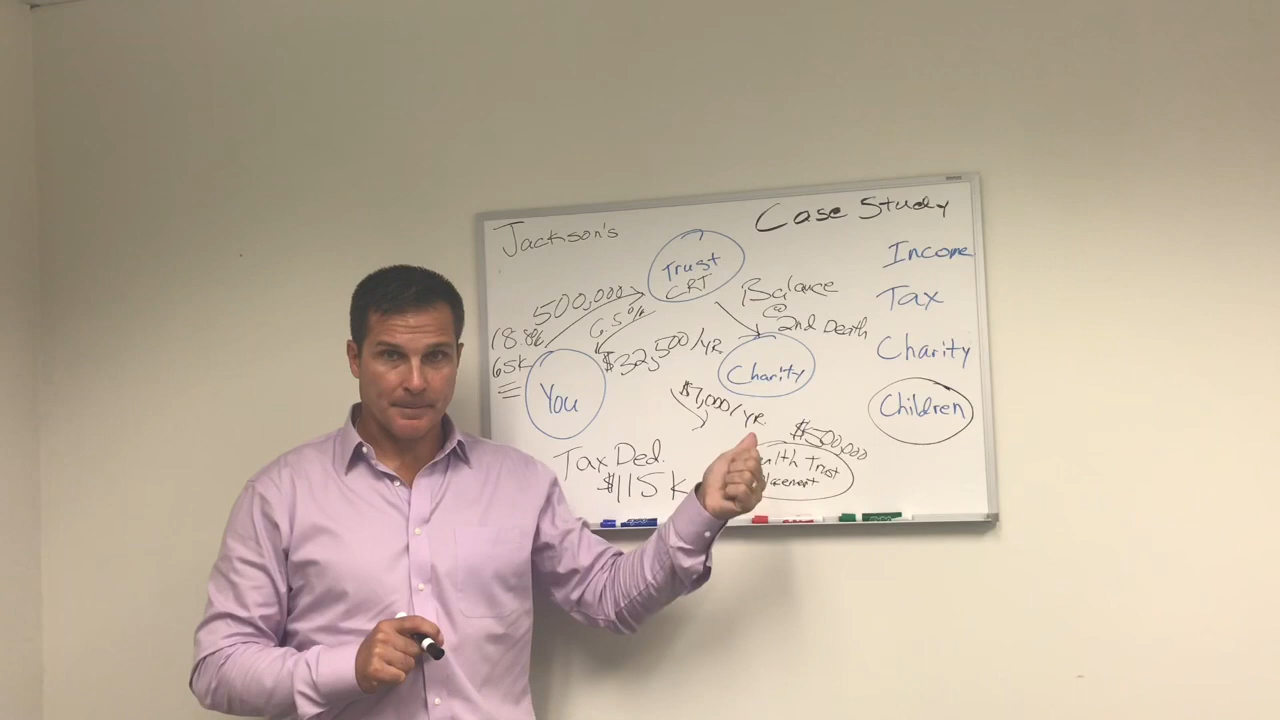 Jackson's
Case Study
Trust
CRT
Income
Tax
Charity
Children
500,000
6.5%
18.8%
65K
You
$32,500/YR
Balance
@
2nd Death
Charity
$7,000/YR.
Tax Ded.
$115K
$500,000
Trust